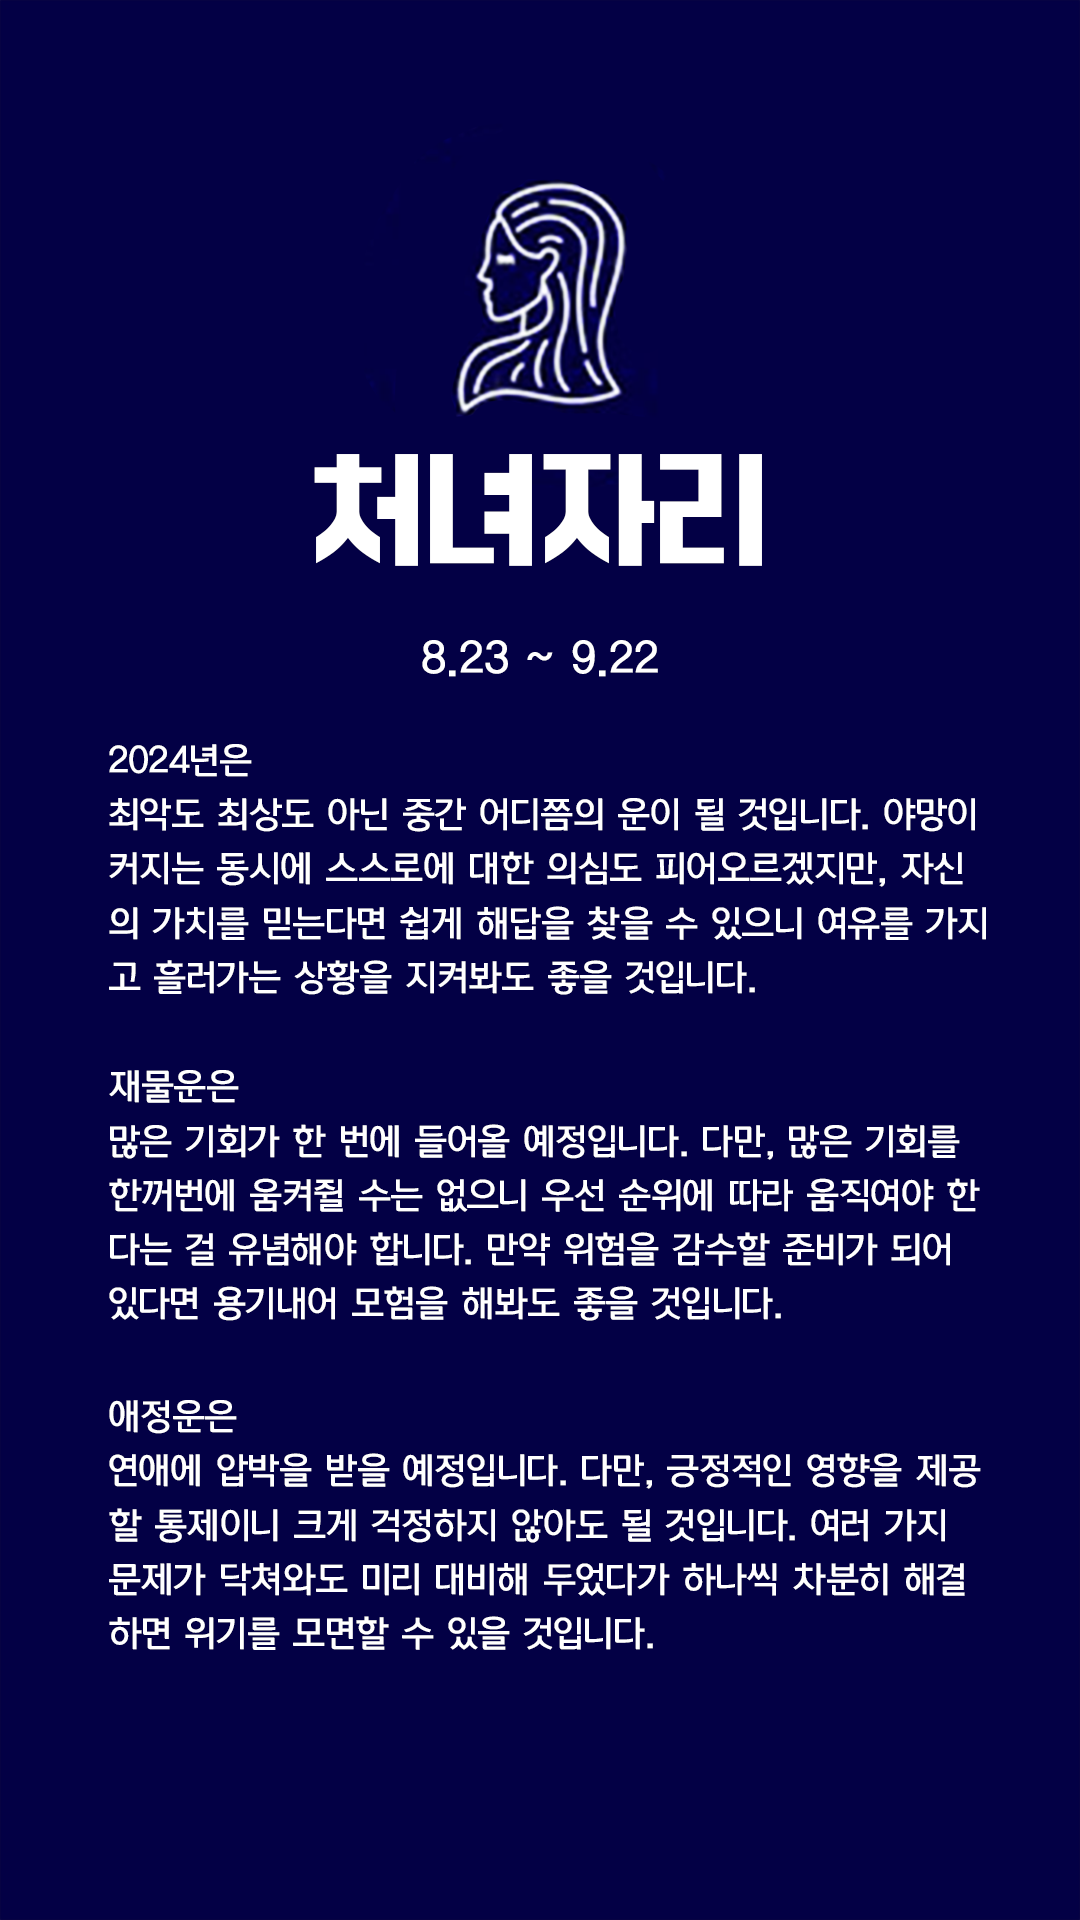 처녀자리
8.23 ~ 9.22
2024년은
최악도 최상도 아닌 중간 어디쯤의 운이 될 것입니다. 야망이
커지는 동시에 스스로에 대한 의심도 피어오르겠지만, 자신
의 가치를 믿는다면 쉽게 해답을 찾을 수 있으니 여유를 가지
고 흘러가는 상황을 지켜봐도 좋을 것입니다.
재물운은
많은 기회가 한 번에 들어올 예정입니다. 다만, 많은 기회를
한꺼번에 움켜쥘 수는 없으니 우선 순위에 따라 움직여야 한
다는 걸 유념해야 합니다. 만약 위험을 감수할 준비가 되어
있다면 용기내어 모험을 해봐도 좋을 것입니다.
애정운은
연애에 압박을 받을 예정입니다. 다만, 긍정적인 영향을 제공
할 통제이니 크게 걱정하지 않아도 될 것입니다. 여러 가지
문제가 닥쳐와도 미리 대비해 두었다가 하나씩 차분히 해결
하면 위기를 모면할 수 있을 것입니다.